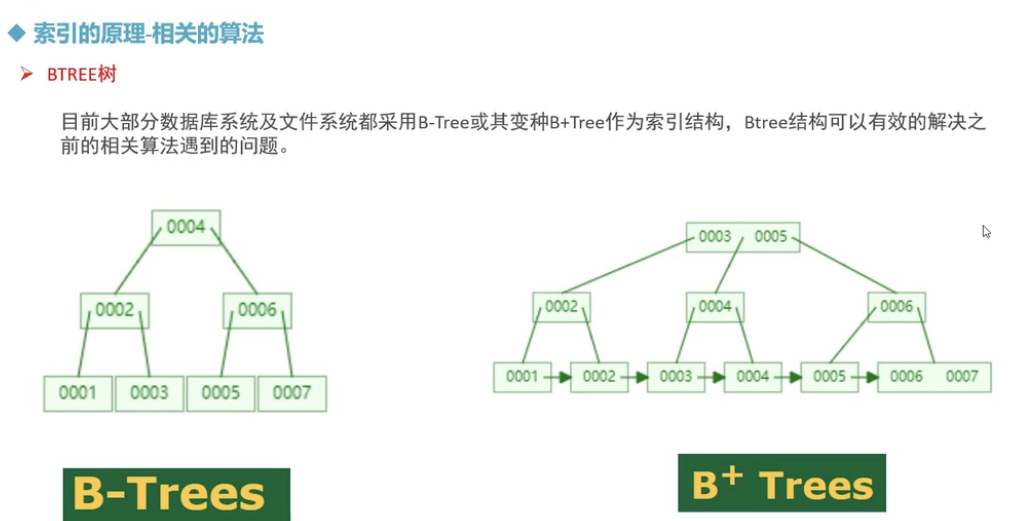 索引的原理-相关的算法
BTREE树
目前大部分数据库系统及文件系统都采用B-Tree或其变种B+Tree作为索引结构，Btree结构可以有效的解决之
前的相关算法遇到的问题。
0004
0002 0006
0001 0003 0005 0007
B-Trees
0003 0005
0002 0004 0006
0001 0002 0003 0004 0005 0006 0007
B+ Trees